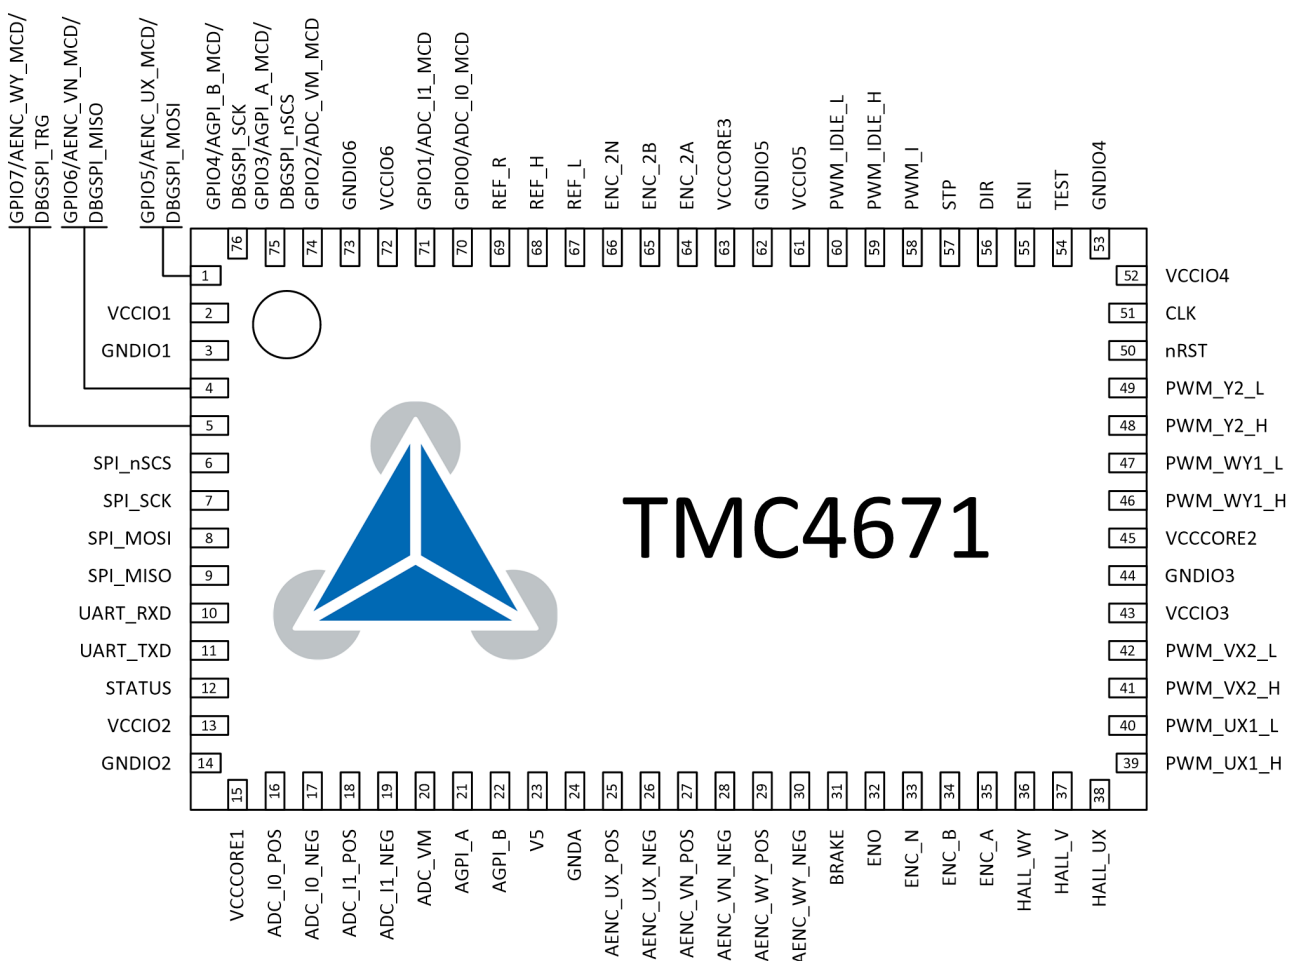 GPIO7/AENC_WY_MCD/
DBGSPI_TRG
GPIO6/AENC_VN_MCD/
DBGSPI_MISO
GPIO5/AENC_UX_MCD/
DBGSPI_MOSI
GPIO4/AGPI_B_MCD/
DBGSPI_SCK
GPIO3/AGPI_A_MCD/
DBGSPI_nSCS
GPIO2/ADC_VM_MCD
GNDIO6
VCCIO6
GPIO1/ADC_I1_MCD
GPIO0/ADC_I0_MCD
REF_R
REF_H
REF_L
ENC_2N
ENC_2B
ENC_2A
VCCCORE3
GNDIO5
VCCIO5
PWM_IDLE_L
PWM_IDLE_H
PWM_I
STP
DIR
ENI
TEST
GNDIO4
76
75
74
73
72
71
70
69
68
67
66
65
64
63
62
61
60
59
58
57
56
55
54
53
1
VCCIO1 2
GNDIO1 3
4
5
SPI_nSCS 6
SPI_SCK 7
SPI_MOSI 8
SPI_MISO 9
UART_RXD 10
UART_TXD 11
STATUS 12
VCCIO2 13
GNDIO2 14
TMC4671
52 VCCIO4
51 CLK
50 nRST
49 PWM_Y2_L
48 PWM_Y2_H
47 PWM_WY1_L
46 PWM_WY1_H
45 VCCCORE2
44 GNDIO3
43 VCCIO3
42 PWM_VX2_L
41 PWM_VX2_H
40 PWM_UX1_L
39 PWM_UX1_H
15
16
17
18
19
20
21
22
23
24
25
26
27
28
29
30
31
32
33
34
35
36
37
38
VCCCORE1
ADC_I0_POS
ADC_I0_NEG
ADC_I1_POS
ADC_I1_NEG
ADC_VM
AGPI_A
AGPI_B
V5
GNDA
AENC_UX_POS
AENC_UX_NEG
AENC_VN_POS
AENC_VN_NEG
AENC_WY_POS
AENC_WY_NEG
BRAKE
ENO
ENC_N
ENC_B
ENC_A
HALL_WY
HALL_V
HALL_UX